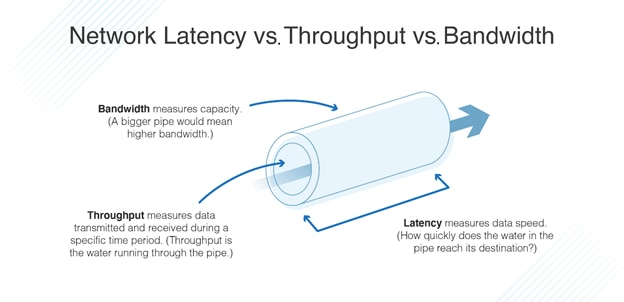 Network Latency vs. Throughput vs. Bandwidth
Bandwidth measures capacity.
(A bigger pipe would mean
higher bandwidth.)
Throughput measures data
transmitted and received during a
specific time period. (Throughput is
the water running through the pipe.)
Latency measures data speed.
(How quickly does the water in the
pipe reach its destination?)